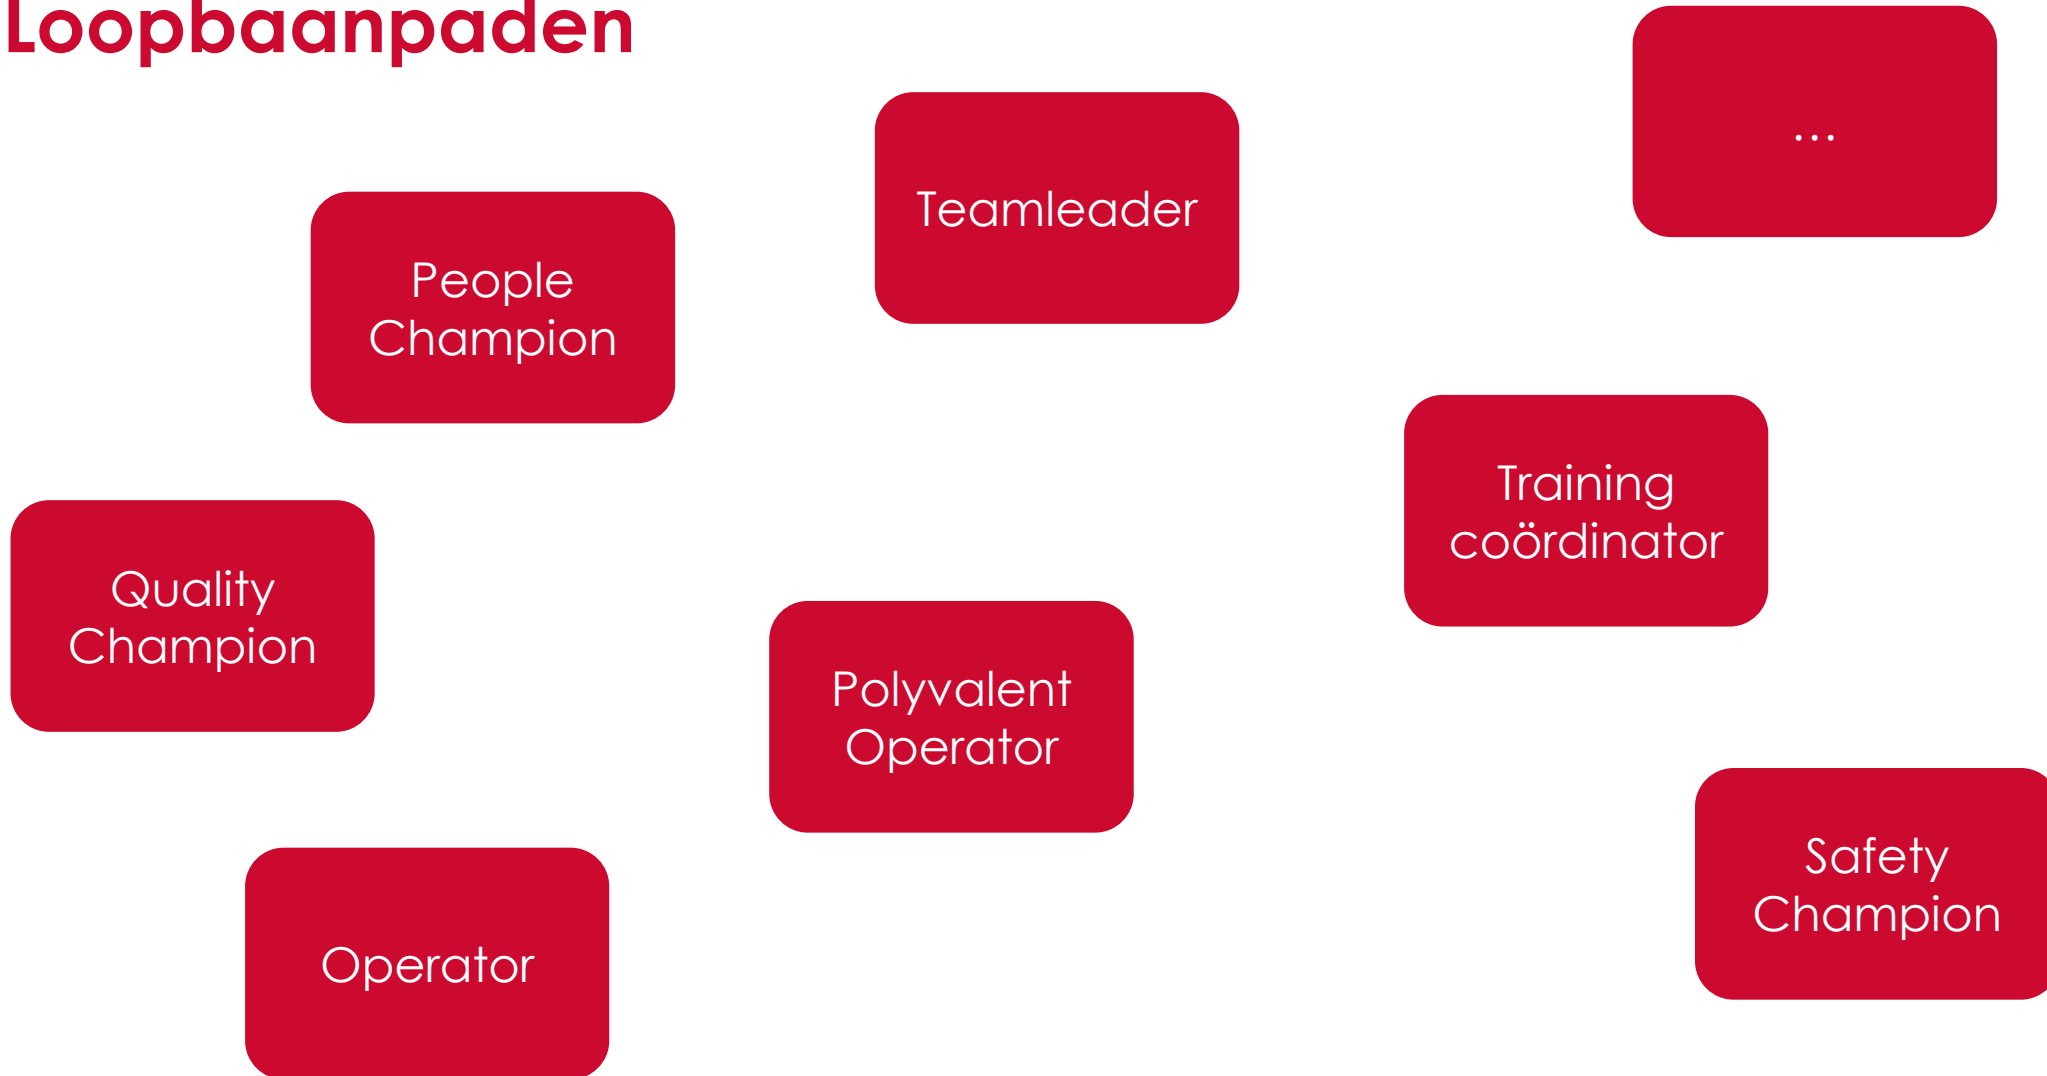 Loopbaanpaden
...
Teamleader
People
Champion
Training
coördinator
Quality
Champion
Polyvalent
Operator
Safety
Champion
Operator